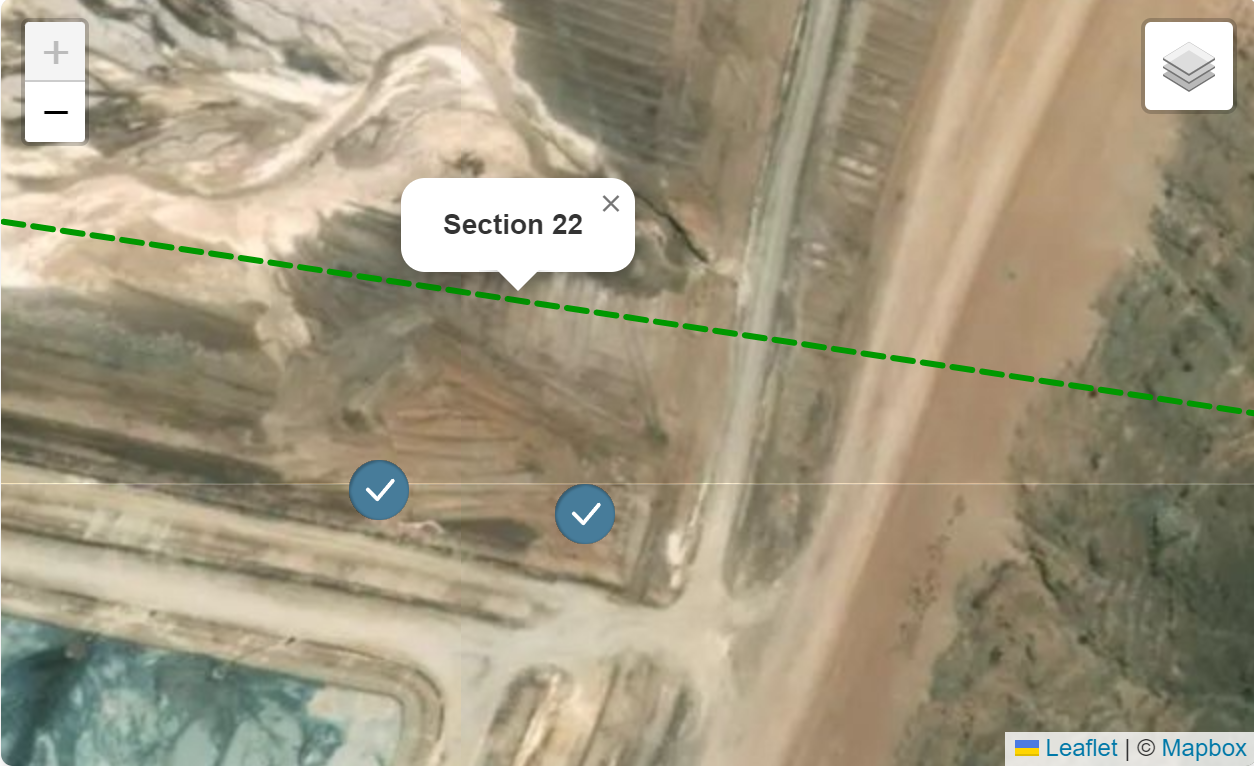 +
Section 22 ×
−
Leaflet | © Mapbox